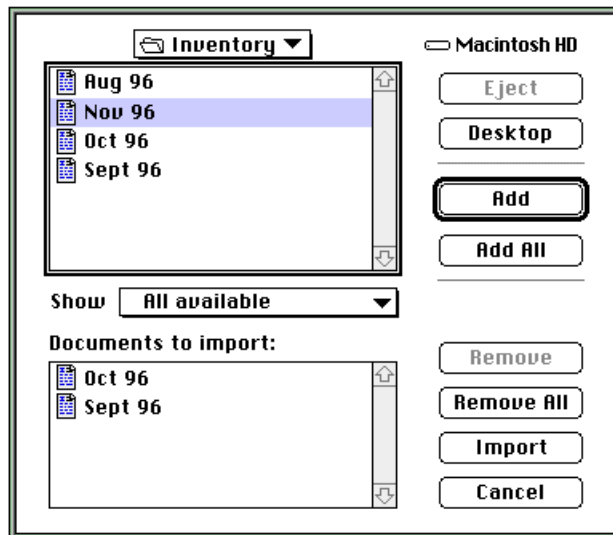 Inventory
Macintosh HD
Aug 96
Nov 96
Oct 96
Sept 96
Eject
Desktop
Add
Add All
Show All available
Documents to import:
Oct 96
Sept 96
Remove
Remove All
Import
Cancel